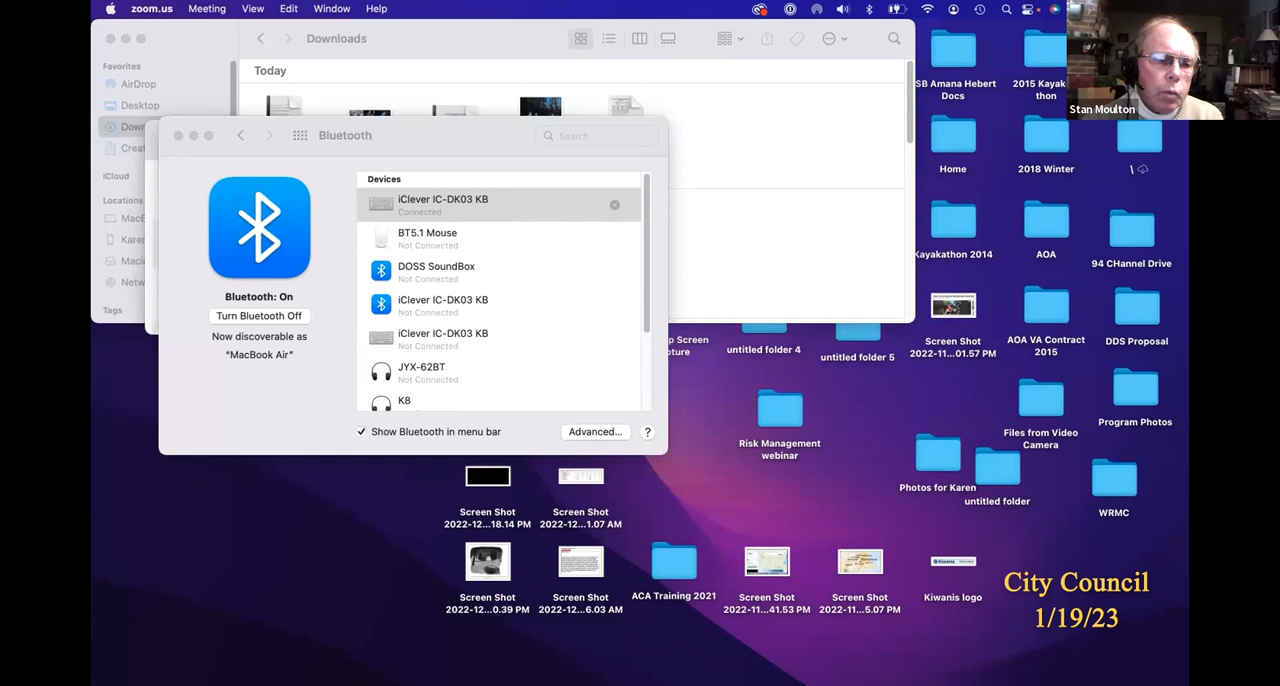 zoom.us Meeting View Edit Window Help
Favorites
AirDrop
Desktop
iCloud
Locations
Tags
Downloads
Today
Bluetooth
Search
Bluetooth: On
Turn Bluetooth Off
Now discoverable as
“MacBook Air”
Devices
iClever IC-DK03 KB
Connected
BT5.1 Mouse
Not Connected
DOSS SoundBox
Not Connected
iClever IC-DK03 KB
Not Connected
iClever IC-DK03 KB
Not Connected
JYX-62BT
Not Connected
K8
Show Bluetooth in menu bar
Advanced...
?
Stan Moulton
SB Amana Hebert
Docs
2015 Kayak
thon
Home
2018 Winter
\
Kayakathon 2014
AOA
94 CHannel Drive
Screen Shot
2022-11...01.57 PM
AOA VA Contract
2015
DDS Proposal
p Screen
untitled folder 4
untitled folder 5
Risk Management
webinar
Files from Video
Camera
Program Photos
Photos for Karen
untitled folder
WRMC
Screen Shot
2022-12...18.14 PM
Screen Shot
2022-12...1.07 AM
Screen Shot
2022-12...0.39 PM
Screen Shot
2022-12...6.03 AM
ACA Training 2021
Screen Shot
2022-11...41.53 PM
Screen Shot
2022-11...5.07 PM
Kiwanis logo
City Council
1/19/23